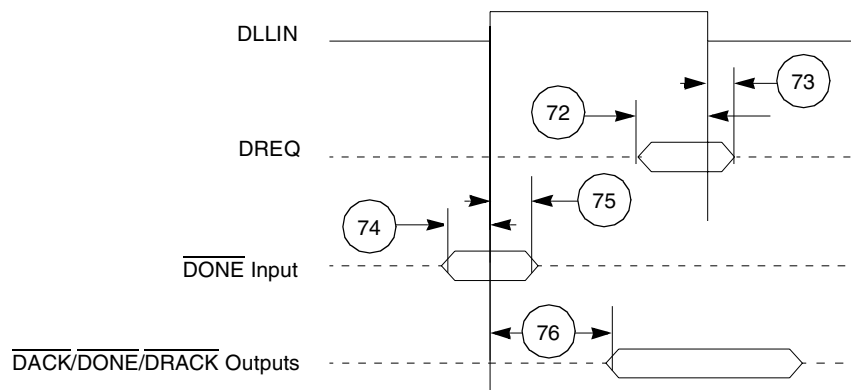 DLLIN
73
72
DREQ
75
74
DONE Input
76
DACK/DONE/DRACK Outputs